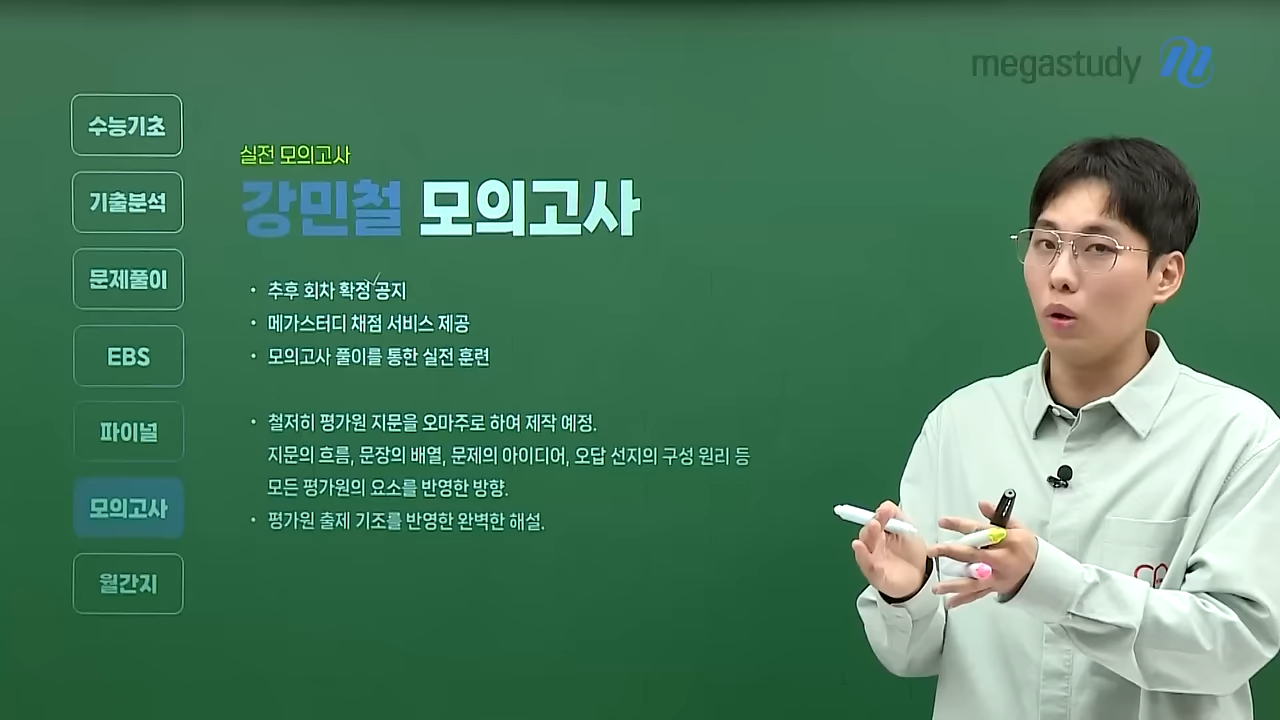 megastudy
수능기초
기출분석
문제풀이
EBS
파이널
모의고사
월간지
실전 모의고사
강민철 모의고사
• 추후 회차 확정 공지
• 메가스터디 채점 서비스 제공
• 모의고사 풀이를 통한 실전 훈련
• 철저히 평가원 지문을 오마주로 하여 제작 예정.
지문의 흐름, 문장의 배열, 문제의 아이디어, 오답 선지의 구성 원리 등
모든 평가원의 요소를 반영한 방향.
• 평가원 출제 기조를 반영한 완벽한 해설.